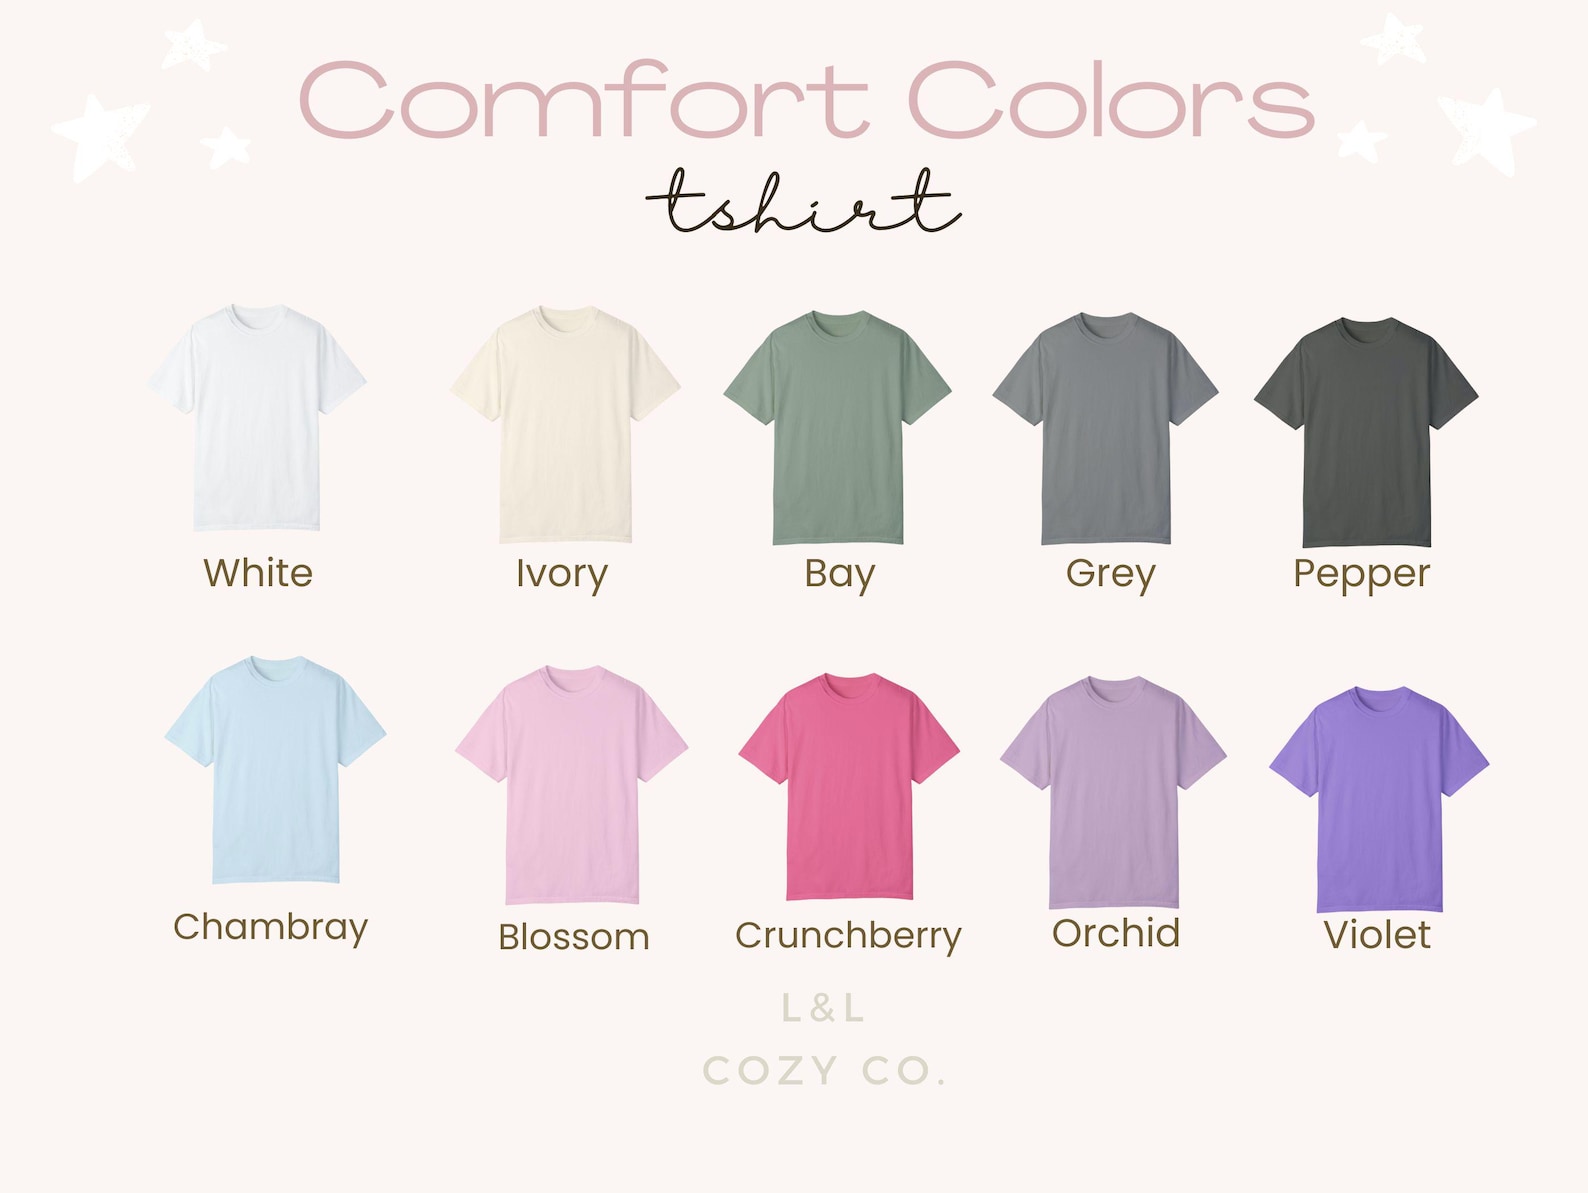 Comfort Colors
tshirt
White Ivory Bay Grey Pepper
Chambray Blossom Crunchberry Orchid Violet
L&L
COZY CO.